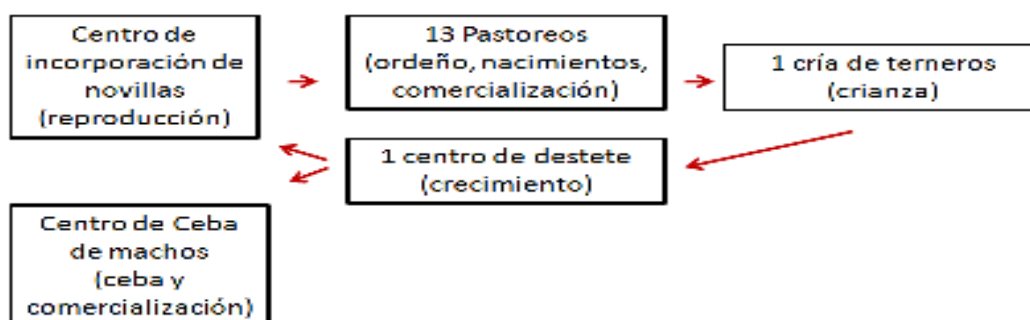 Centro de
incorporación de
novillas
(reproducción)
13 Pastoreos
(ordeño, nacimientos,
comercialización)
1 cría de terneros
(crianza)
1 centro de destete
(crecimiento)
Centro de Ceba
de machos
(ceba y
comercialización)